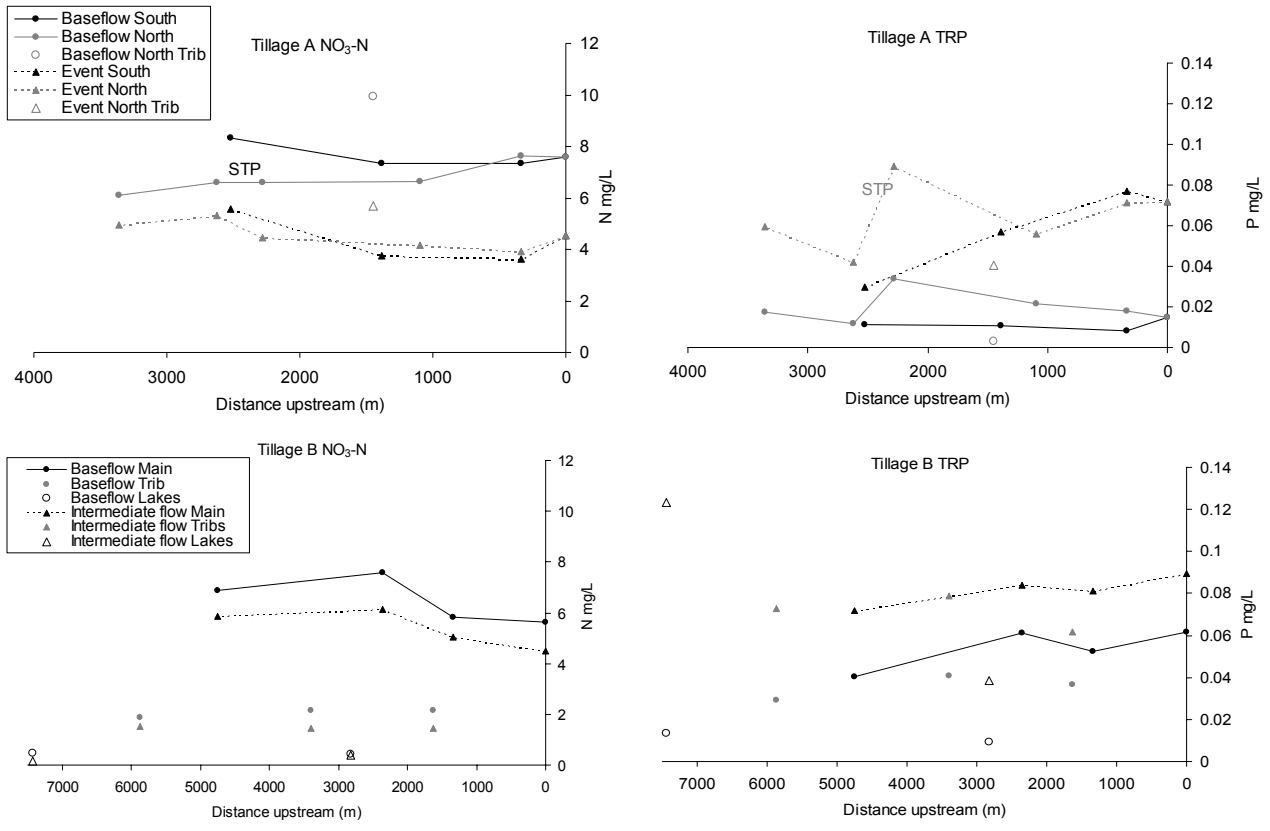 Baseflow South
Baseflow North
Baseflow North Trib
Event South
Event North
Event North Trib
Tillage A NO₃-N
STP
12
10
8
6
4
2
0
N mg/L
4000 3000 2000 1000 0
Distance upstream (m)
Tillage A TRP
STP
0.14
0.12
0.1
0.08
0.06
0.04
0.02
0
P mg/L
4000 3000 2000 1000 0
Distance upstream (m)
Tillage B NO₃-N
Baseflow Main
Baseflow Trib
Baseflow Lakes
Intermediate flow Main
Intermediate flow Tribs
Intermediate flow Lakes
12
10
8
6
4
2
0
N mg/L
7000 6000 5000 4000 3000 2000 1000 0
Distance upstream (m)
Tillage B TRP
0.14
0.12
0.1
0.08
0.06
0.04
0.02
0
P mg/L
7000 6000 5000 4000 3000 2000 1000 0
Distance upstream (m)